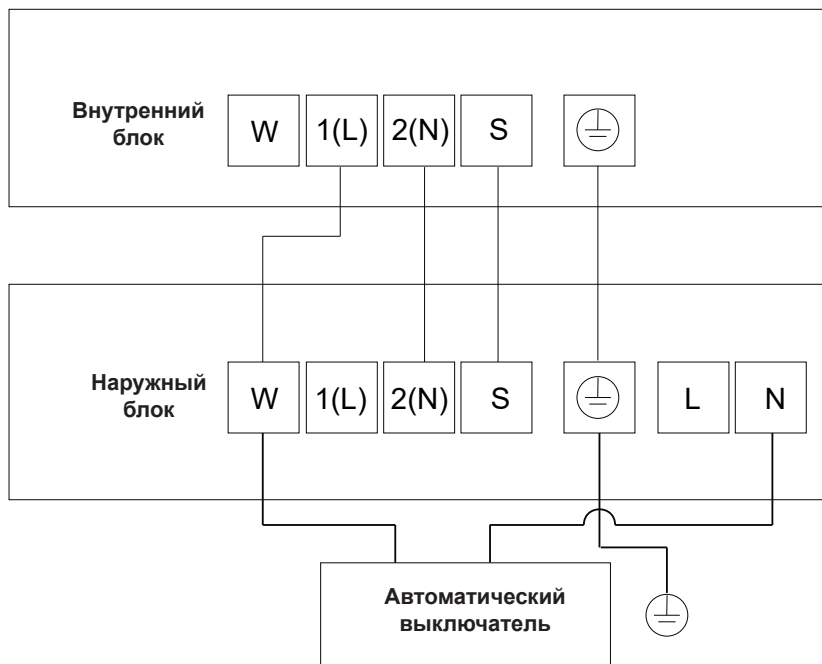 Внутренний
блок
W 1(L) 2(N) S
Наружный
блок
W 1(L) 2(N) S L N
Автоматический
выключатель